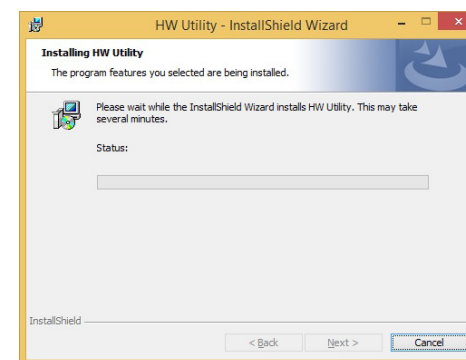 HW Utility - InstallShield Wizard
Installing HW Utility
The program features you selected are being installed.
Please wait while the InstallShield Wizard installs HW Utility. This may take
several minutes.
Status:
InstallShield
< Back Next > Cancel